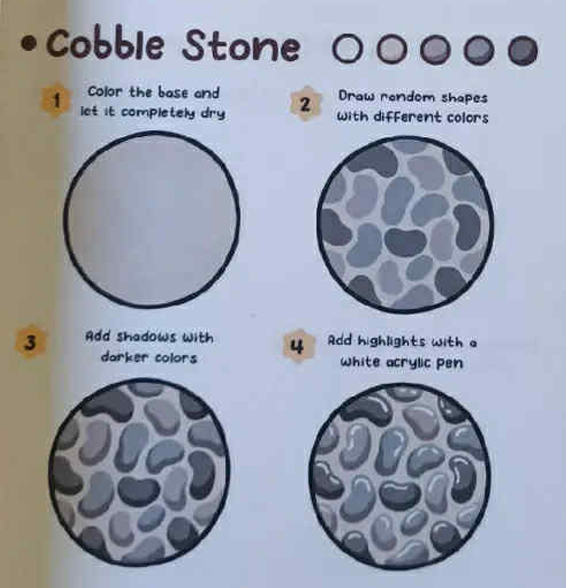 • Cobble Stone
1
Color the base and
let it completely dry
2
Draw random shapes
with different colors
3
Add shadows with
darker colors
4
Add highlights with a
white acrylic pen